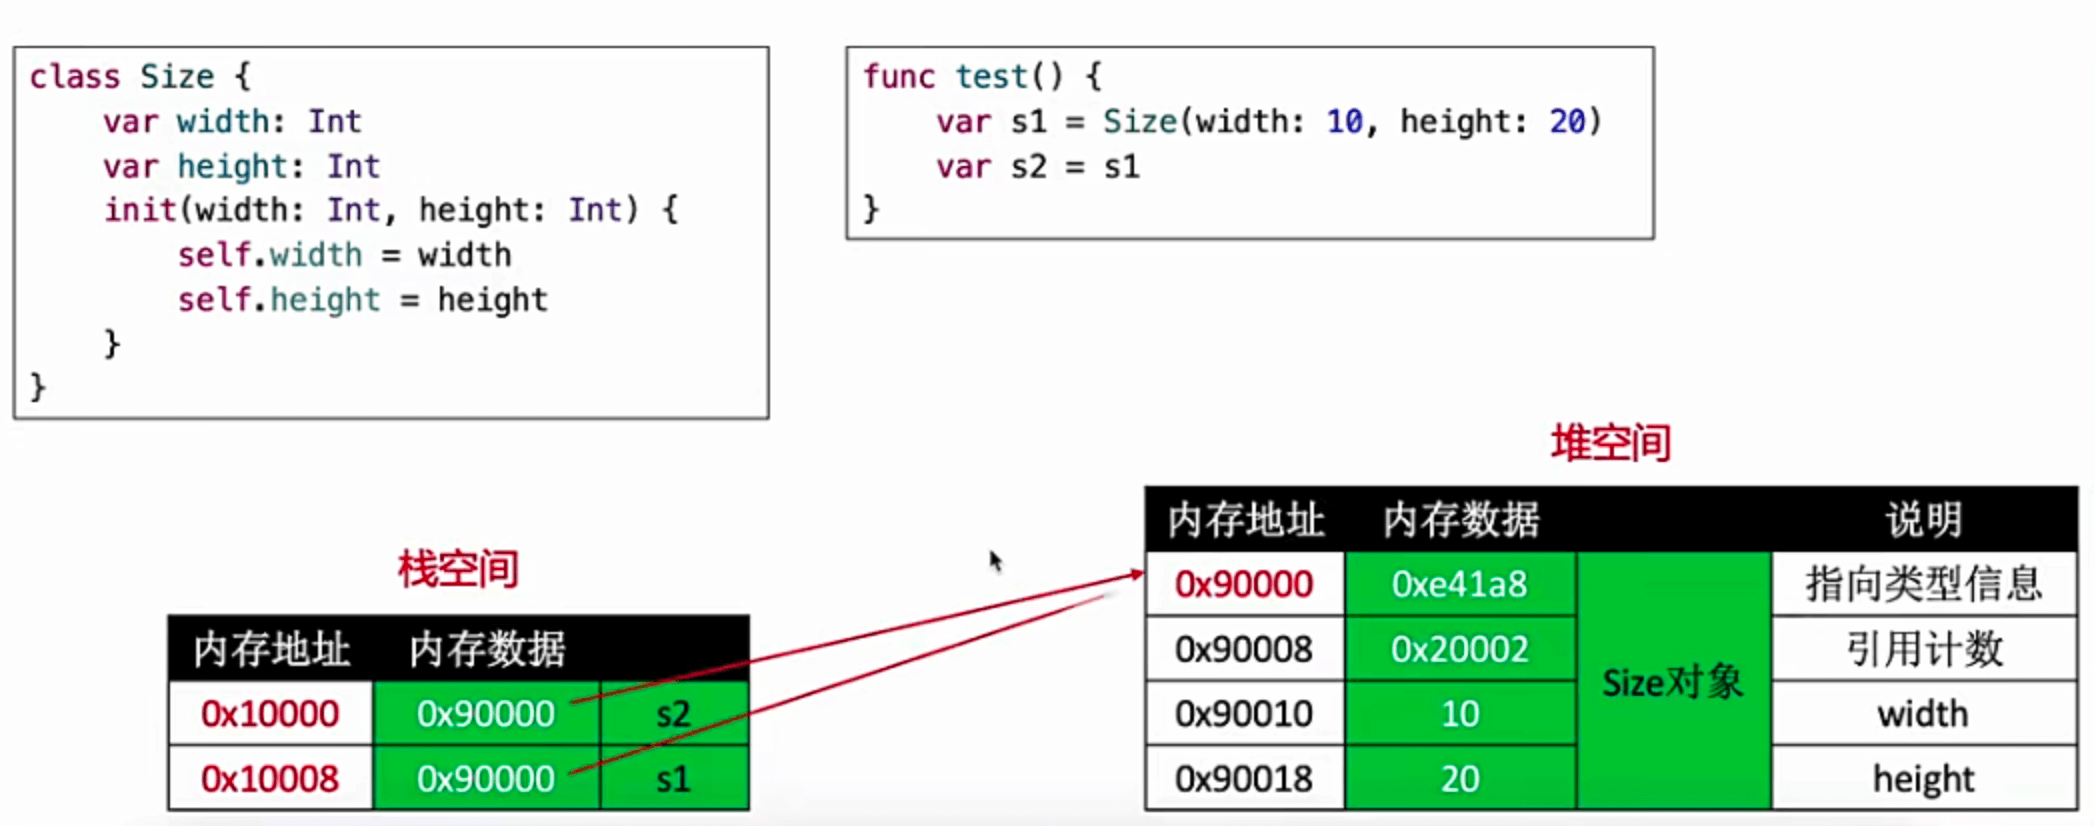 class Size {
    var width: Int
    var height: Int
    init(width: Int, height: Int) {
        self.width = width
        self.height = height
    }
}
func test() {
    var s1 = Size(width: 10, height: 20)
    var s2 = s1
}
栈空间
内存地址 内存数据
0x10000 0x90000 s2
0x10008 0x90000 s1
堆空间
内存地址 内存数据 说明
0x90000 0xe41a8 指向类型信息
0x90008 0x20002 引用计数
Size对象
0x90010 10 width
0x90018 20 height